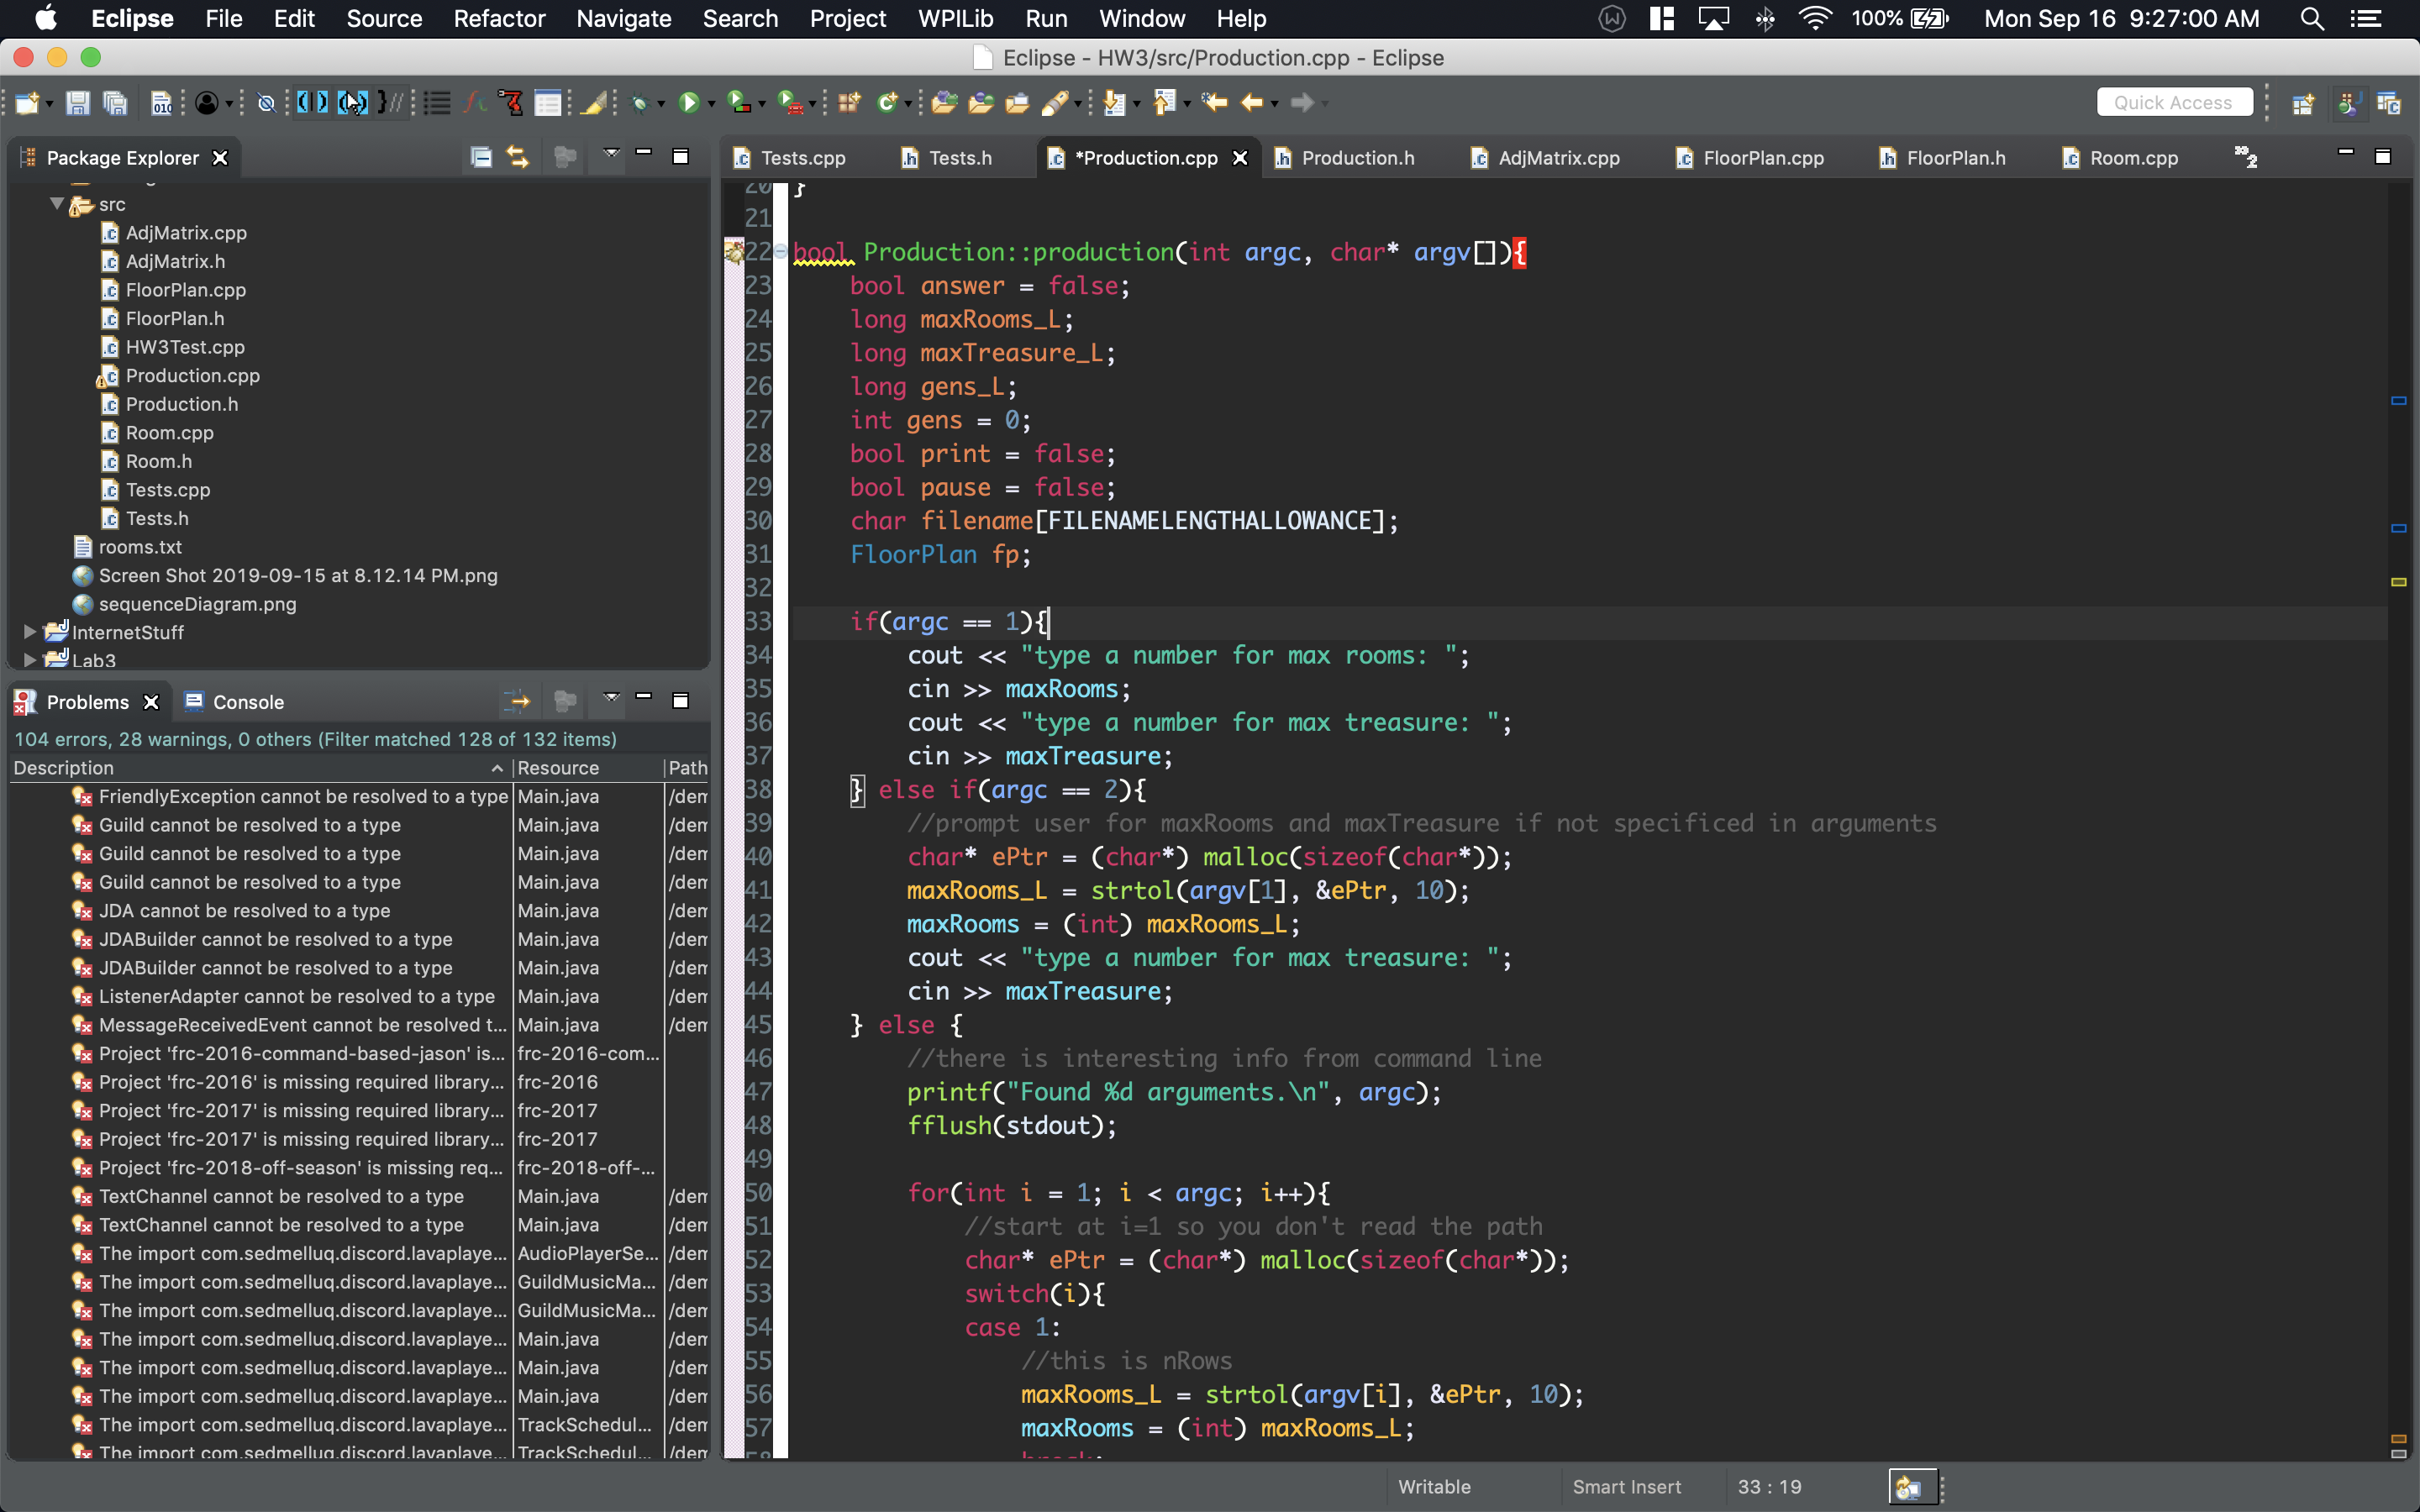 Eclipse File Edit Source Refactor Navigate Search Project WPILib Run Window Help 100% Mon Sep 16 9:27:00 AM
Eclipse - HW3/src/Production.cpp - Eclipse
Quick Access
Package Explorer
src
AdjMatrix.cpp
AdjMatrix.h
FloorPlan.cpp
FloorPlan.h
HW3Test.cpp
Production.cpp
Production.h
Room.cpp
Room.h
Tests.cpp
Tests.h
rooms.txt
Screen Shot 2019-09-15 at 8.12.14 PM.png
sequenceDiagram.png
InternetStuff
Lab3
Problems Console
104 errors, 28 warnings, 0 others (Filter matched 128 of 132 items)
Description Resource Path
FriendlyException cannot be resolved to a type Main.java /dem
Guild cannot be resolved to a type Main.java /dem
Guild cannot be resolved to a type Main.java /dem
Guild cannot be resolved to a type Main.java /dem
JDA cannot be resolved to a type Main.java /dem
JDABuilder cannot be resolved to a type Main.java /dem
JDABuilder cannot be resolved to a type Main.java /dem
ListenerAdapter cannot be resolved to a type Main.java /dem
MessageReceivedEvent cannot be resolved t... Main.java /dem
Project 'frc-2016-command-based-jason' is... frc-2016-com...
Project 'frc-2016' is missing required library... frc-2016
Project 'frc-2017' is missing required library... frc-2017
Project 'frc-2017' is missing required library... frc-2017
Project 'frc-2018-off-season' is missing req... frc-2018-off-...
TextChannel cannot be resolved to a type Main.java /dem
TextChannel cannot be resolved to a type Main.java /dem
The import com.sedmelluq.discord.lavaplaye... AudioPlayerSe... /dem
The import com.sedmelluq.discord.lavaplaye... GuildMusicMa... /dem
The import com.sedmelluq.discord.lavaplaye... GuildMusicMa... /dem
The import com.sedmelluq.discord.lavaplaye... Main.java /dem
The import com.sedmelluq.discord.lavaplaye... Main.java /dem
The import com.sedmelluq.discord.lavaplaye... Main.java /dem
The import com.sedmelluq.discord.lavaplaye... TrackSchedul... /dem
The import com.sedmelluq.discord.lavaplaye... TrackSchedul... /dem
Tests.cpp Tests.h *Production.cpp Production.h AdjMatrix.cpp FloorPlan.cpp FloorPlan.h Room.cpp 2
20 }
21
22 bool Production::production(int argc, char* argv[]){
23 bool answer = false;
24 long maxRooms_L;
25 long maxTreasure_L;
26 long gens_L;
27 int gens = 0;
28 bool print = false;
29 bool pause = false;
30 char filename[FILENAMELENGTHALLOWANCE];
31 FloorPlan fp;
32
33 if(argc == 1){
34 cout << "type a number for max rooms: ";
35 cin >> maxRooms;
36 cout << "type a number for max treasure: ";
37 cin >> maxTreasure;
38 } else if(argc == 2){
39 //prompt user for maxRooms and maxTreasure if not specificed in arguments
40 char* ePtr = (char*) malloc(sizeof(char*));
41 maxRooms_L = strtol(argv[1], &ePtr, 10);
42 maxRooms = (int) maxRooms_L;
43 cout << "type a number for max treasure: ";
44 cin >> maxTreasure;
45 } else {
46 //there is interesting info from command line
47 printf("Found %d arguments.\n", argc);
48 fflush(stdout);
49
50 for(int i = 1; i < argc; i++){
51 //start at i=1 so you don't read the path
52 char* ePtr = (char*) malloc(sizeof(char*));
53 switch(i){
54 case 1:
55 //this is nRows
56 maxRooms_L = strtol(argv[i], &ePtr, 10);
57 maxRooms = (int) maxRooms_L;
58 break;
Writable Smart Insert 33 : 19